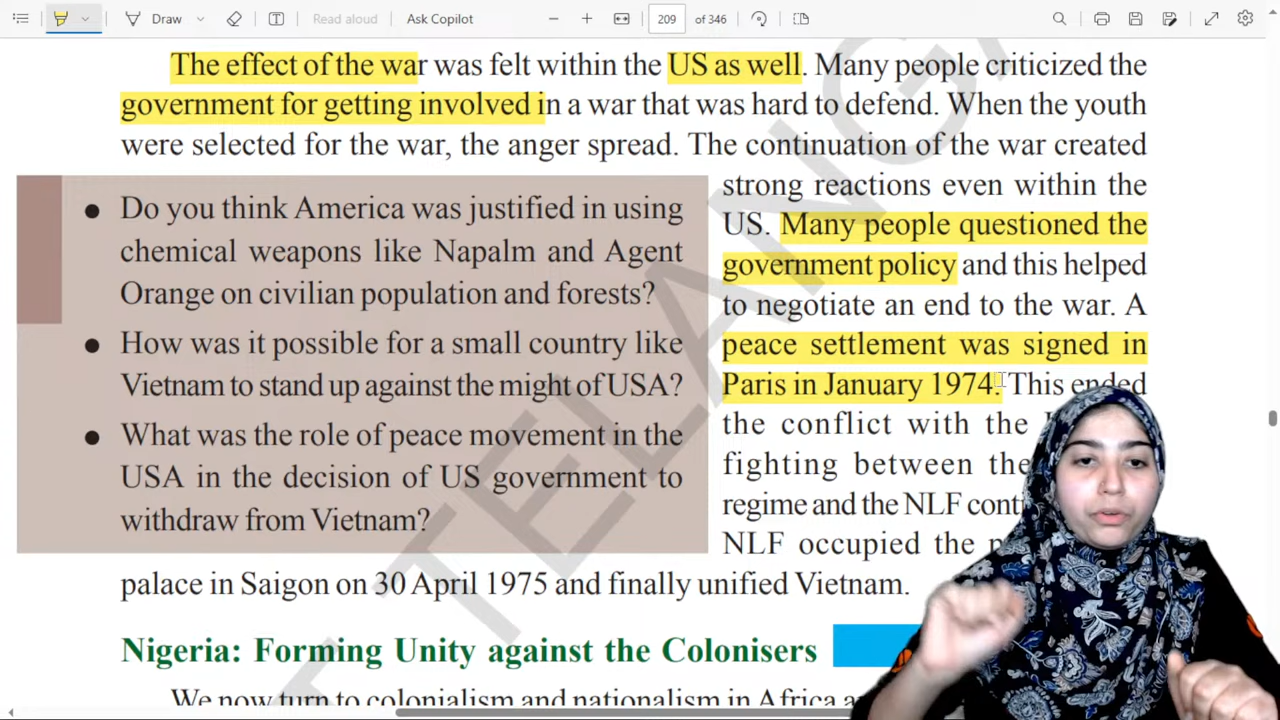 Draw
Read aloud
Ask Copilot
209
of 346
The effect of the war was felt within the US as well. Many people criticized the
government for getting involved in a war that was hard to defend. When the youth
were selected for the war, the anger spread. The continuation of the war created
strong reactions even within the
US. Many people questioned the
government policy and this helped
to negotiate an end to the war. A
peace settlement was signed in
Paris in January 1974. This ended
the conflict with the
fighting between the
regime and the NLF
NLF occupied the
palace in Saigon on 30 April 1975 and finally unified Vietnam.
● Do you think America was justified in using
chemical weapons like Napalm and Agent
Orange on civilian population and forests?
● How was it possible for a small country like
Vietnam to stand up against the might of USA?
● What was the role of peace movement in the
USA in the decision of US government to
withdraw from Vietnam?
Nigeria: Forming Unity against the Colonisers
We now turn to colonialism and nationalism in Africa
TELANGA